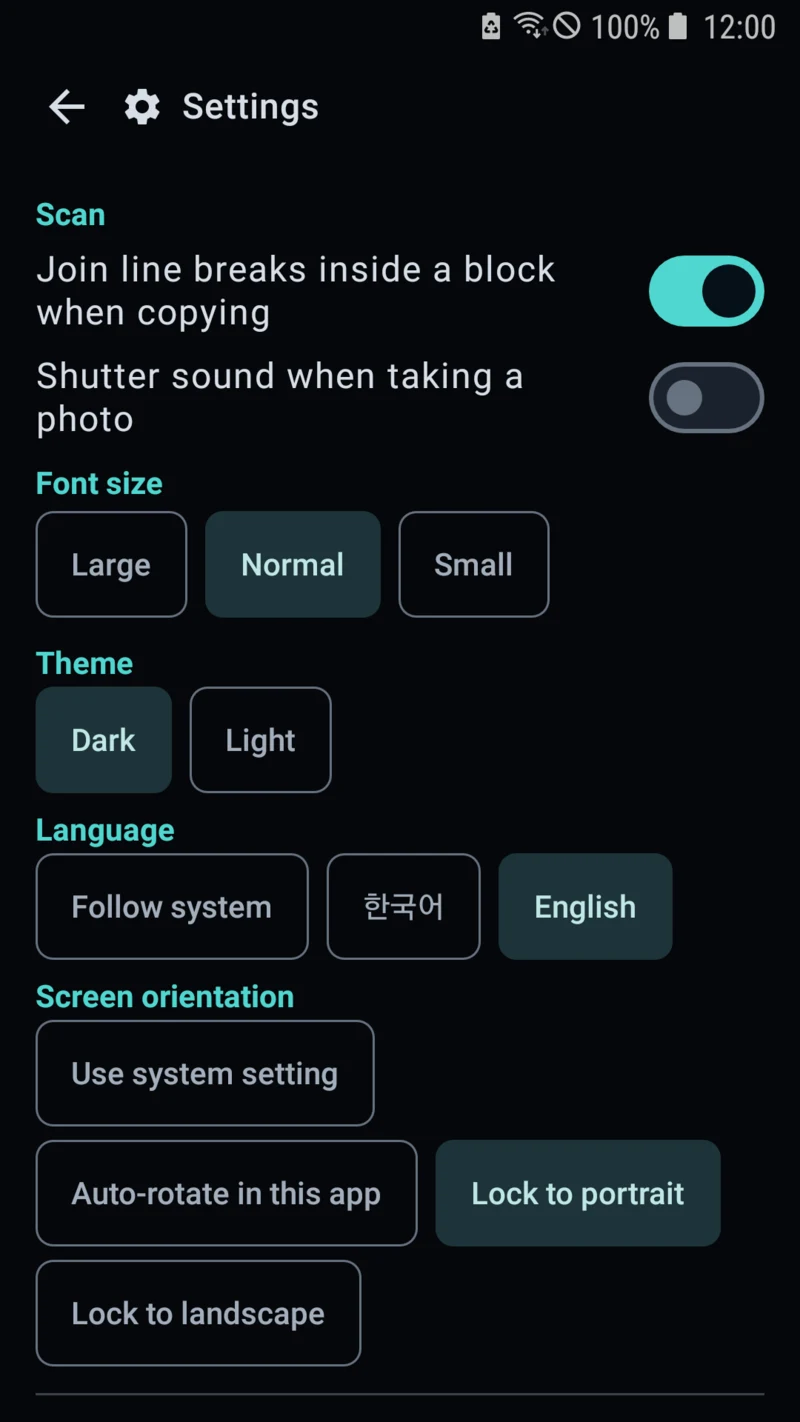 100% 12:00
Settings
Scan
Join line breaks inside a block
when copying
Shutter sound when taking a
photo
Font size
Large Normal Small
Theme
Dark Light
Language
Follow system 한국어 English
Screen orientation
Use system setting
Auto-rotate in this app Lock to portrait
Lock to landscape